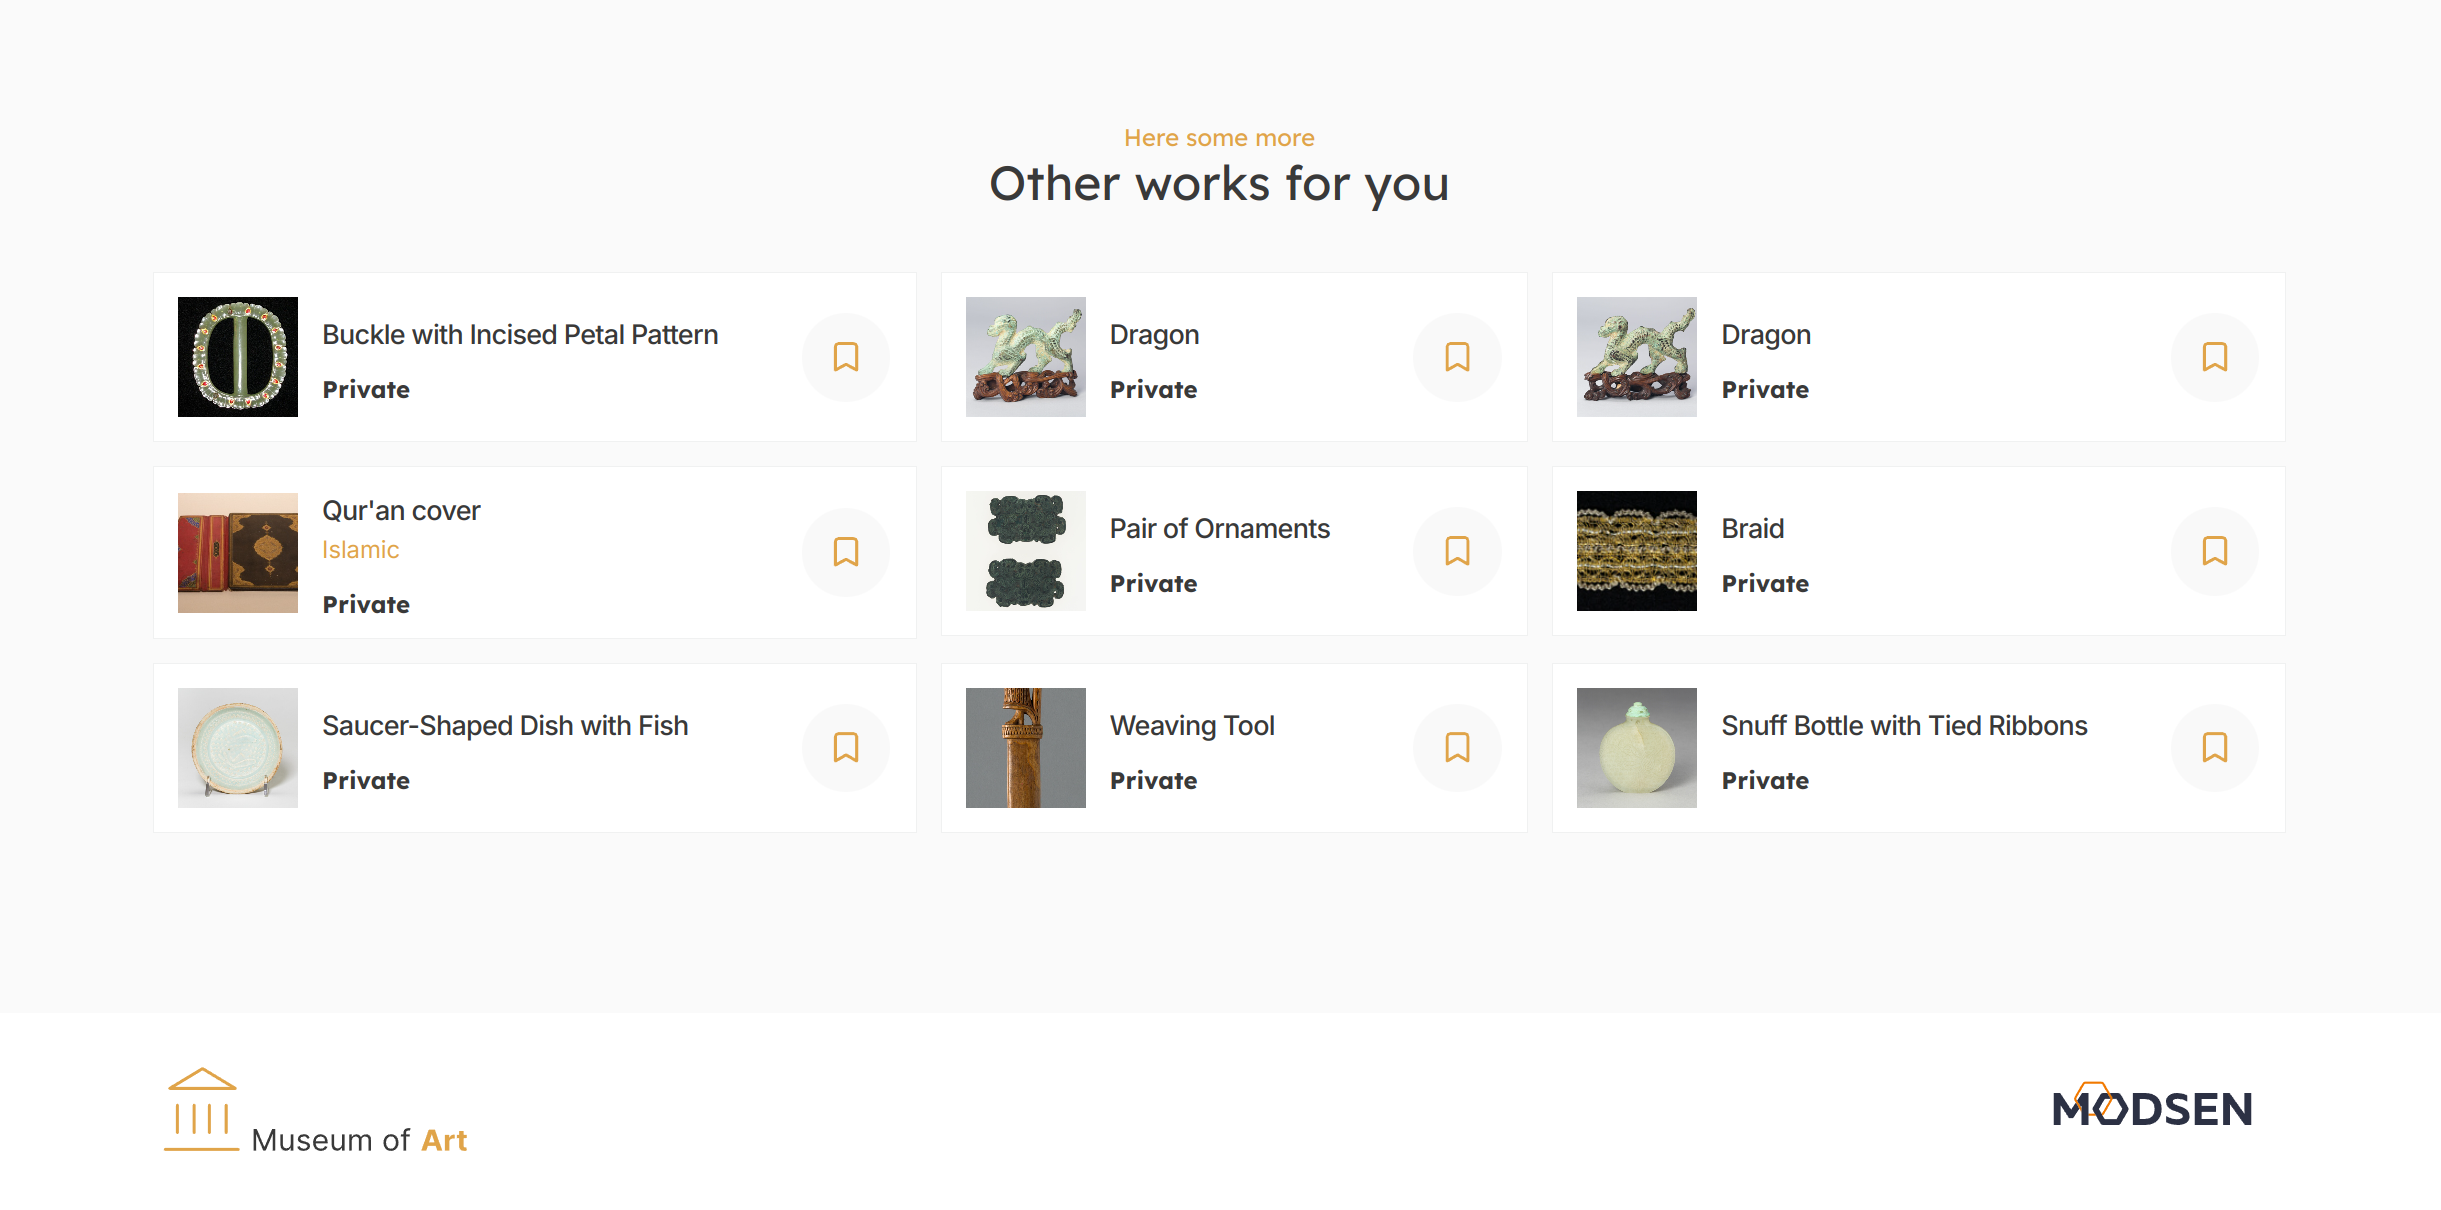 Here some more
Other works for you
Buckle with Incised Petal Pattern
Private
Dragon
Private
Dragon
Private
Qur'an cover
Islamic
Private
Pair of Ornaments
Private
Braid
Private
Saucer-Shaped Dish with Fish
Private
Weaving Tool
Private
Snuff Bottle with Tied Ribbons
Private
Museum of Art
MODSEN